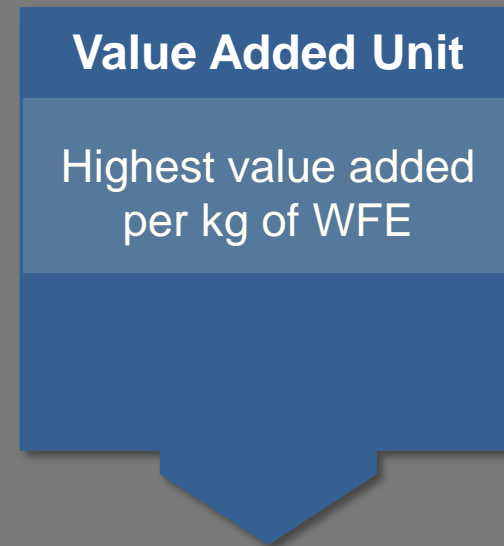 Value Added Unit
Highest value added
per kg of WFE